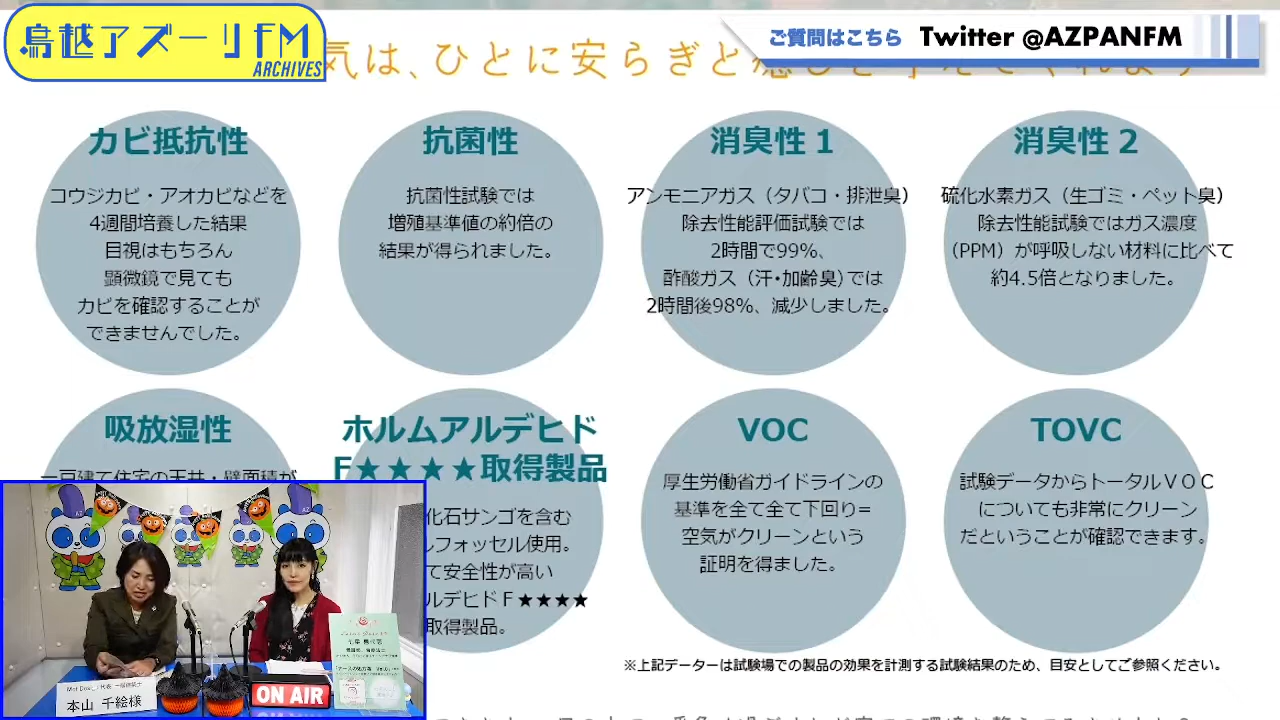 鳥越アズーリFM
ARCHIVES
ご質問はこちら Twitter @AZPANFM
気は、ひとに安らぎと
カビ抵抗性
コウジカビ・アオカビなどを
4週間培養した結果
目視はもちろん
顕微鏡で見ても
カビを確認することが
できませんでした。
抗菌性
抗菌性試験では
増殖基準値の約倍の
結果が得られました。
消臭性１
アンモニアガス（タバコ・排泄臭）
除去性能評価試験では
2時間で99%、
酢酸ガス（汗・加齢臭）では
2時間後98%、減少しました。
消臭性２
硫化水素ガス（生ゴミ・ペット臭）
除去性能試験ではガス濃度
（PPM）が呼吸しない材料に比べて
約4.5倍となりました。
吸放湿性
一戸建て住宅の天井・壁面積が
ホルムアルデヒド
F★★★★取得製品
化石サンゴを含む
ルフォッセル使用。
て安全性が高い
ルデヒドＦ★★★★
取得製品。
VOC
厚生労働省ガイドラインの
基準を全て全て下回り=
空気がクリーンという
証明を得ました。
TOVC
試験データからトータルＶＯＣ
についても非常にクリーン
だということが確認できます。
※上記データーは試験場での製品の効果を計測する試験結果のため、目安としてご参照ください。
本山 千絵様
ON AIR